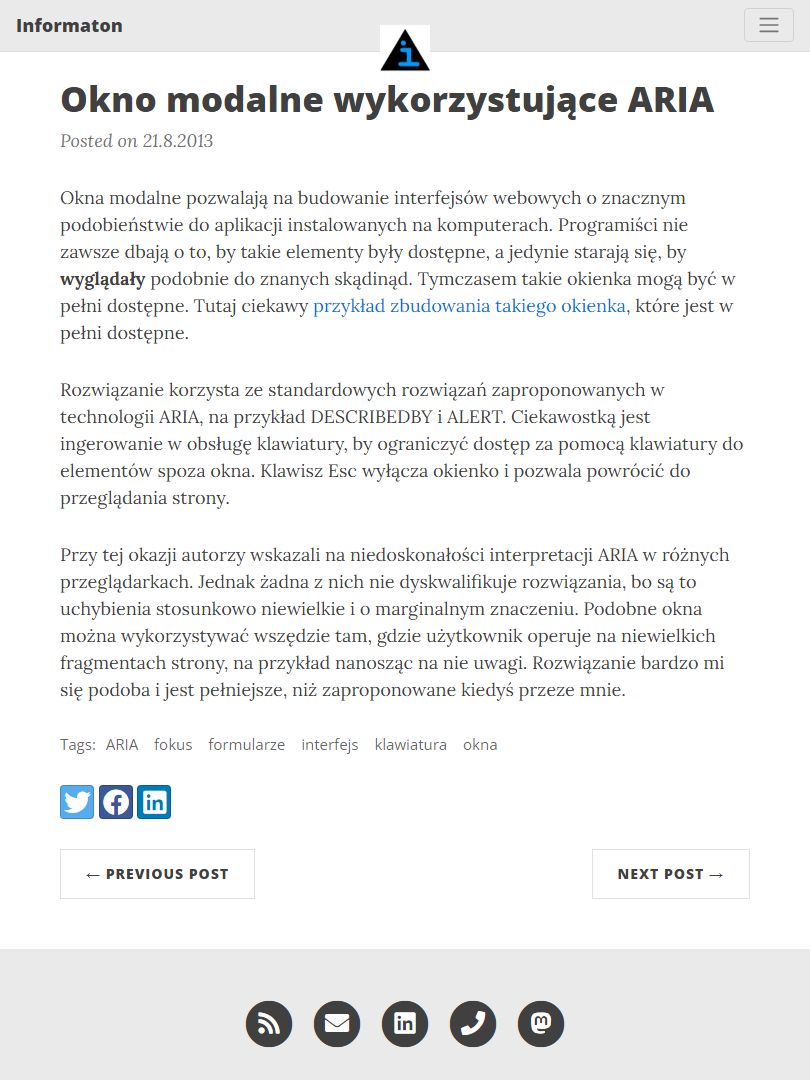 Informaton
i
Okno modalne wykorzystujące ARIA
Posted on 21.8.2013
Okna modalne pozwalają na budowanie interfejsów webowych o znacznym
podobieństwie do aplikacji instalowanych na komputerach. Programiści nie
zawsze dbają o to, by takie elementy były dostępne, a jedynie starają się, by
wyglądały podobnie do znanych skądinąd. Tymczasem takie okienka mogą być w
pełni dostępne. Tutaj ciekawy przykład zbudowania takiego okienka, które jest w
pełni dostępne.
Rozwiązanie korzysta ze standardowych rozwiązań zaproponowanych w
technologii ARIA, na przykład DESCRIBEDBY i ALERT. Ciekawostką jest
ingerowanie w obsługę klawiatury, by ograniczyć dostęp za pomocą klawiatury do
elementów spoza okna. Klawisz Esc wyłącza okienko i pozwala powrócić do
przeglądania strony.
Przy tej okazji autorzy wskazali na niedoskonałości interpretacji ARIA w różnych
przeglądarkach. Jednak żadna z nich nie dyskwalifikuje rozwiązania, bo są to
uchybienia stosunkowo niewielkie i o marginalnym znaczeniu. Podobne okna
można wykorzystywać wszędzie tam, gdzie użytkownik operuje na niewielkich
fragmentach strony, na przykład nanosząc na nie uwagi. Rozwiązanie bardzo mi
się podoba i jest pełniejsze, niż zaproponowane kiedyś przeze mnie.
Tags: ARIA fokus formularze interfejs klawiatura okna
← PREVIOUS POST
NEXT POST →